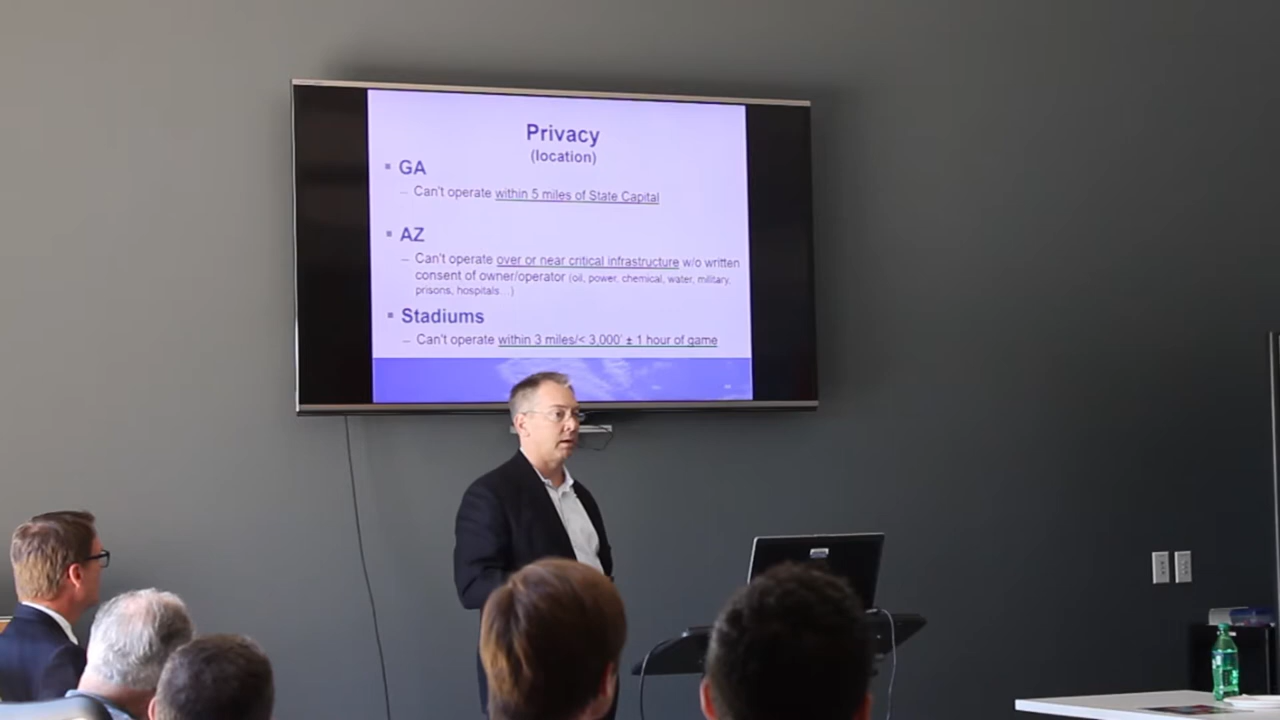 Privacy
(location)
▪ GA
– Can't operate within 5 miles of State Capital
▪ AZ
– Can't operate over or near critical infrastructure w/o written
consent of owner/operator (oil, power, chemical, water, military,
prisons, hospitals…)
▪ Stadiums
– Can't operate within 3 miles/< 3,000' ± 1 hour of game